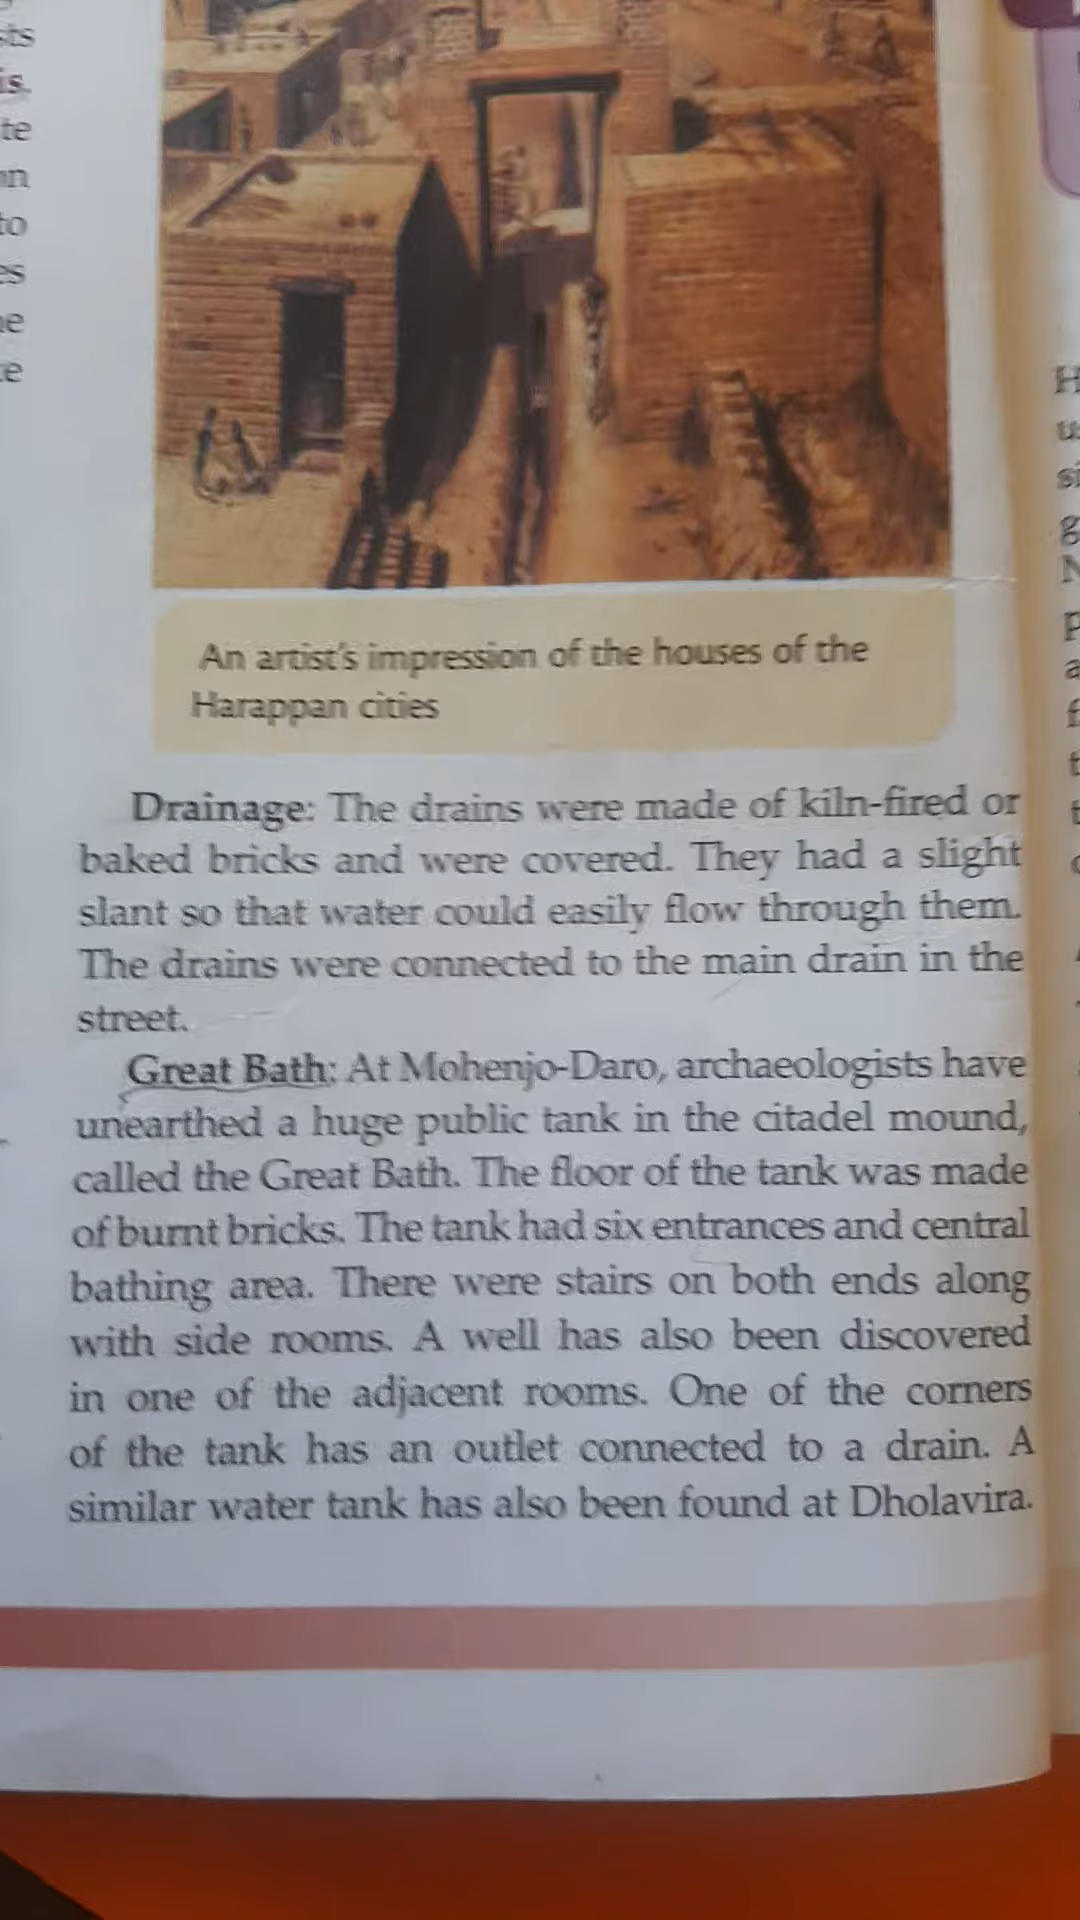 sts
is.
te
to
es
An artist's impression of the houses of the
Harappan cities
Drainage: The drains were made of kiln-fired or
baked bricks and were covered. They had a slight
slant so that water could easily flow through them.
The drains were connected to the main drain in the
street.
Great Bath: At Mohenjo-Daro, archaeologists have
unearthed a huge public tank in the citadel mound,
called the Great Bath. The floor of the tank was made
of burnt bricks. The tank had six entrances and central
bathing area. There were stairs on both ends along
with side rooms. A well has also been discovered
in one of the adjacent rooms. One of the corners
of the tank has an outlet connected to a drain. A
similar water tank has also been found at Dholavira.